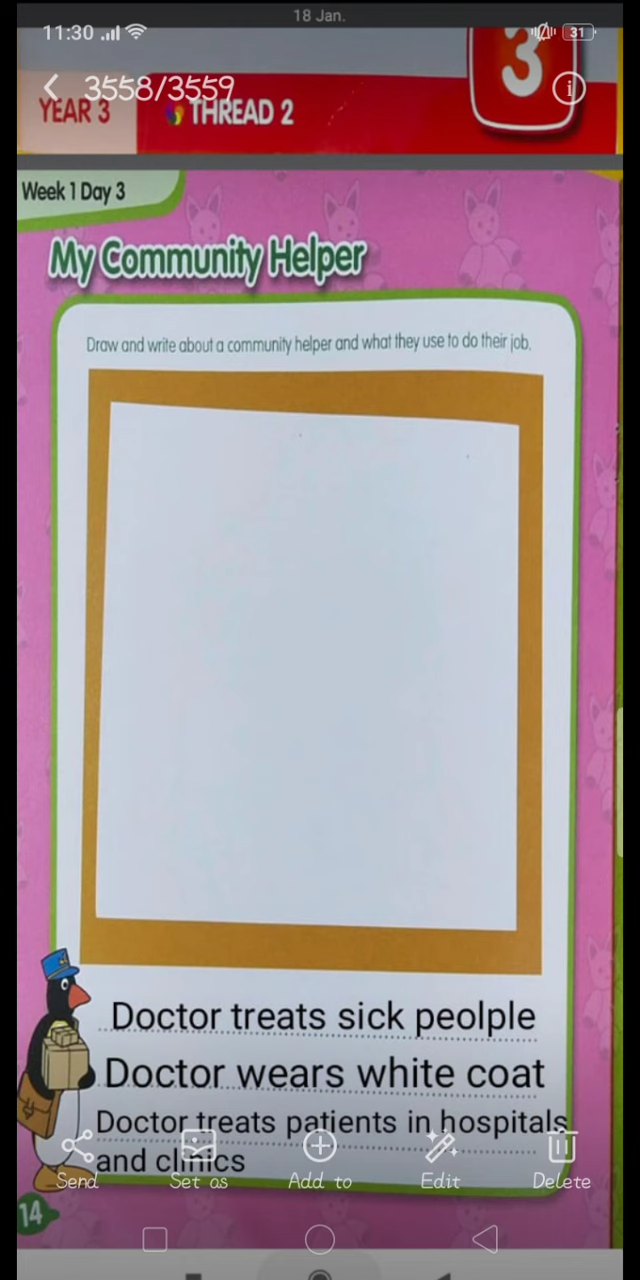 18 Jan.
11:30
31
3558/3559
3
YEAR 3
THREAD 2
Week 1 Day 3
My Community Helper
Draw and write about a community helper and what they use to do their job.
Doctor treats sick peolple
Doctor wears white coat
Doctor treats patients in hospitals
and clinics
Send
Set as
Add to
Edit
Delete
14